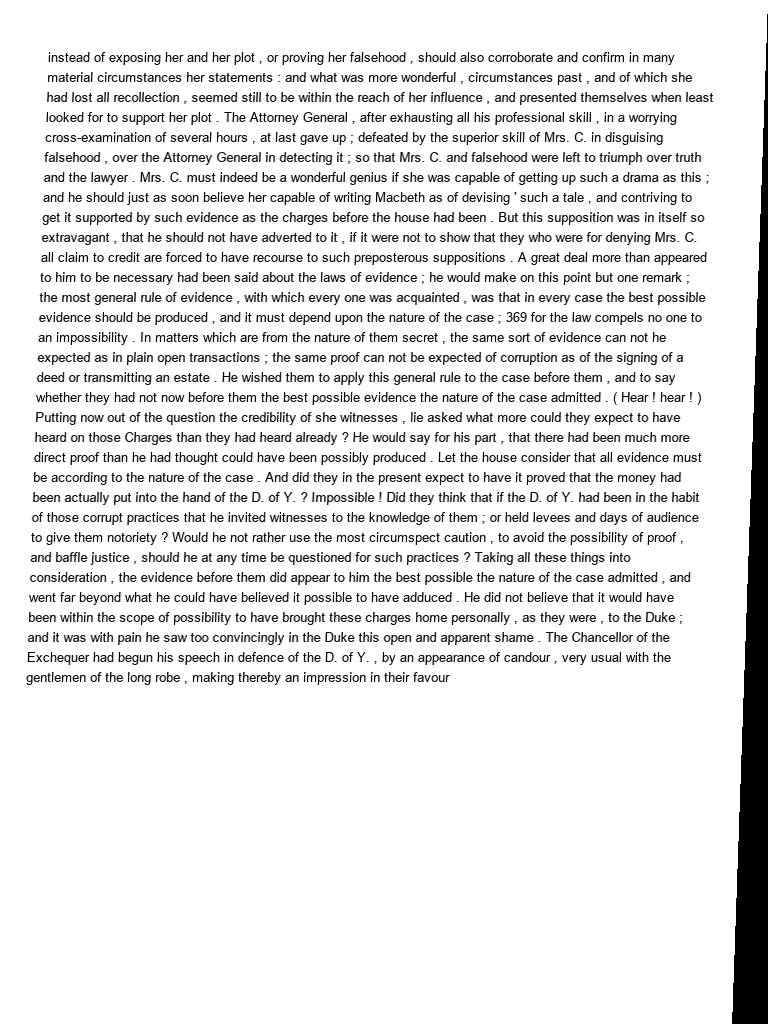 instead of exposing her and her plot , or proving her falsehood , should also corroborate and confirm in many
material circumstances her statements : and what was more wonderful , circumstances past , and of which she
had lost all recollection , seemed still to be within the reach of her influence , and presented themselves when least
looked for to support her plot . The Attorney General , after exhausting all his professional skill , in a worrying
cross-examination of several hours , at last gave up ; defeated by the superior skill of Mrs. C. in disguising
falsehood , over the Attorney General in detecting it ; so that Mrs. C. and falsehood were left to triumph over truth
and the lawyer . Mrs. C. must indeed be a wonderful genius if she was capable of getting up such a drama as this ;
and he should just as soon believe her capable of writing Macbeth as of devising ' such a tale , and contriving to
get it supported by such evidence as the charges before the house had been . But this supposition was in itself so
extravagant , that he should not have adverted to it , if it were not to show that they who were for denying Mrs. C.
all claim to credit are forced to have recourse to such preposterous suppositions . A great deal more than appeared
to him to be necessary had been said about the laws of evidence ; he would make on this point but one remark ;
the most general rule of evidence , with which every one was acquainted , was that in every case the best possible
evidence should be produced , and it must depend upon the nature of the case ; 369 for the law compels no one to
an impossibility . In matters which are from the nature of them secret , the same sort of evidence can not he
expected as in plain open transactions ; the same proof can not be expected of corruption as of the signing of a
deed or transmitting an estate . He wished them to apply this general rule to the case before them , and to say
whether they had not now before them the best possible evidence the nature of the case admitted . ( Hear ! hear ! )
Putting now out of the question the credibility of she witnesses , lie asked what more could they expect to have
heard on those Charges than they had heard already ? He would say for his part , that there had been much more
direct proof than he had thought could have been possibly produced . Let the house consider that all evidence must
be according to the nature of the case . And did they in the present expect to have it proved that the money had
been actually put into the hand of the D. of Y. ? Impossible ! Did they think that if the D. of Y. had been in the habit
of those corrupt practices that he invited witnesses to the knowledge of them ; or held levees and days of audience
to give them notoriety ? Would he not rather use the most circumspect caution , to avoid the possibility of proof ,
and baffle justice , should he at any time be questioned for such practices ? Taking all these things into
consideration , the evidence before them did appear to him the best possible the nature of the case admitted , and
went far beyond what he could have believed it possible to have adduced . He did not believe that it would have
been within the scope of possibility to have brought these charges home personally , as they were , to the Duke ;
and it was with pain he saw too convincingly in the Duke this open and apparent shame . The Chancellor of the
Exchequer had begun his speech in defence of the D. of Y. , by an appearance of candour , very usual with the
gentlemen of the long robe , making thereby an impression in their favour